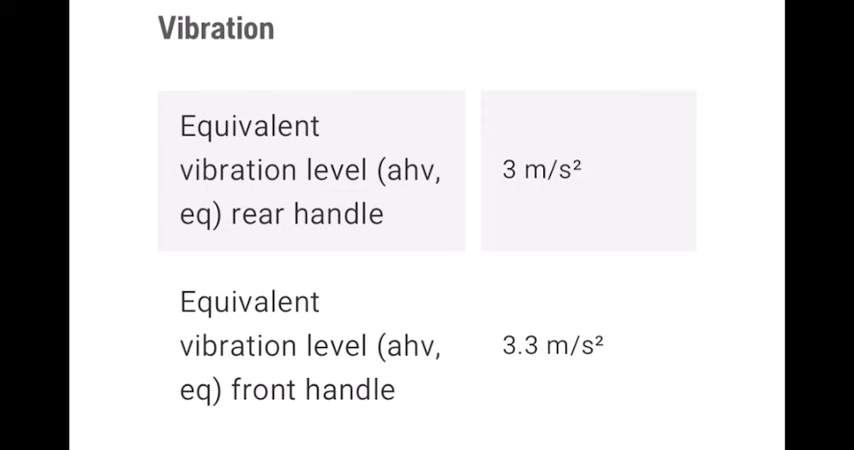 Vibration
Equivalent
vibration level (ahv,
eq) rear handle
3 m/s²
Equivalent
vibration level (ahv,
eq) front handle
3.3 m/s²